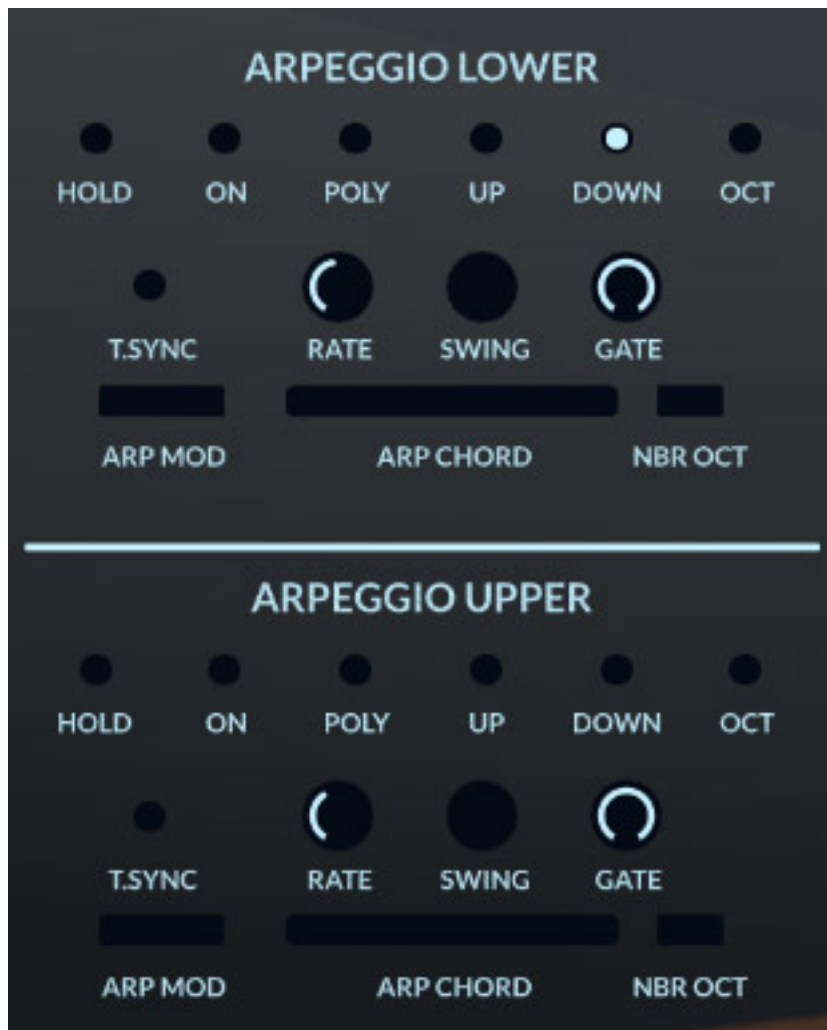 ARPEGGIO LOWER
HOLD ON POLY UP DOWN OCT
T.SYNC RATE SWING GATE
ARP MOD ARP CHORD NBR OCT
ARPEGGIO UPPER
HOLD ON POLY UP DOWN OCT
T.SYNC RATE SWING GATE
ARP MOD ARP CHORD NBR OCT